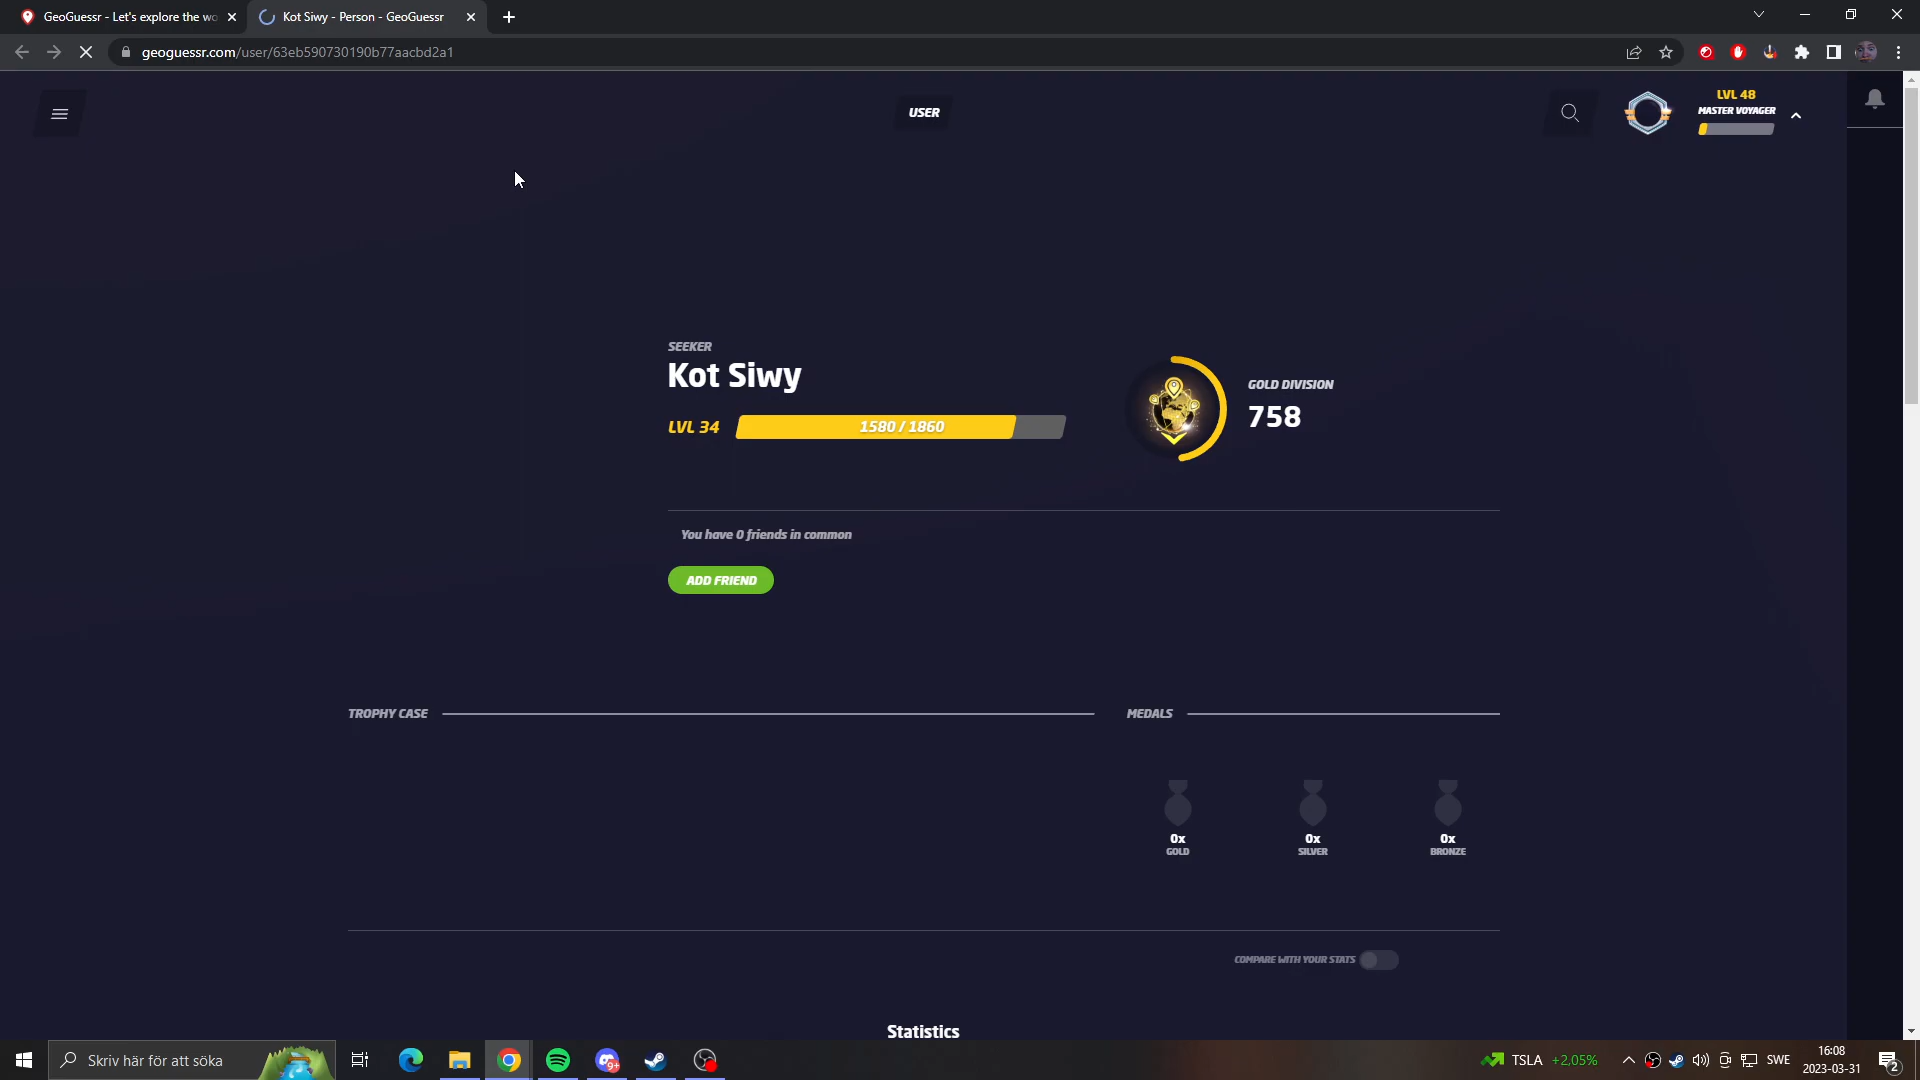 GeoGuessr - Let's explore the wo
Kot Siwy - Person - GeoGuessr
geoguessr.com/user/63eb590730190b77aacbd2a1
USER
LVL 48
MASTER VOYAGER
SEEKER
Kot Siwy
LVL 34
1580 / 1860
GOLD DIVISION
758
You have 0 friends in common
ADD FRIEND
TROPHY CASE
MEDALS
0x
GOLD
0x
SILVER
0x
BRONZE
COMPARE WITH YOUR STATS
Statistics
Skriv här för att söka
9+
TSLA +2,05%
SWE
16:08
2023-03-31
2